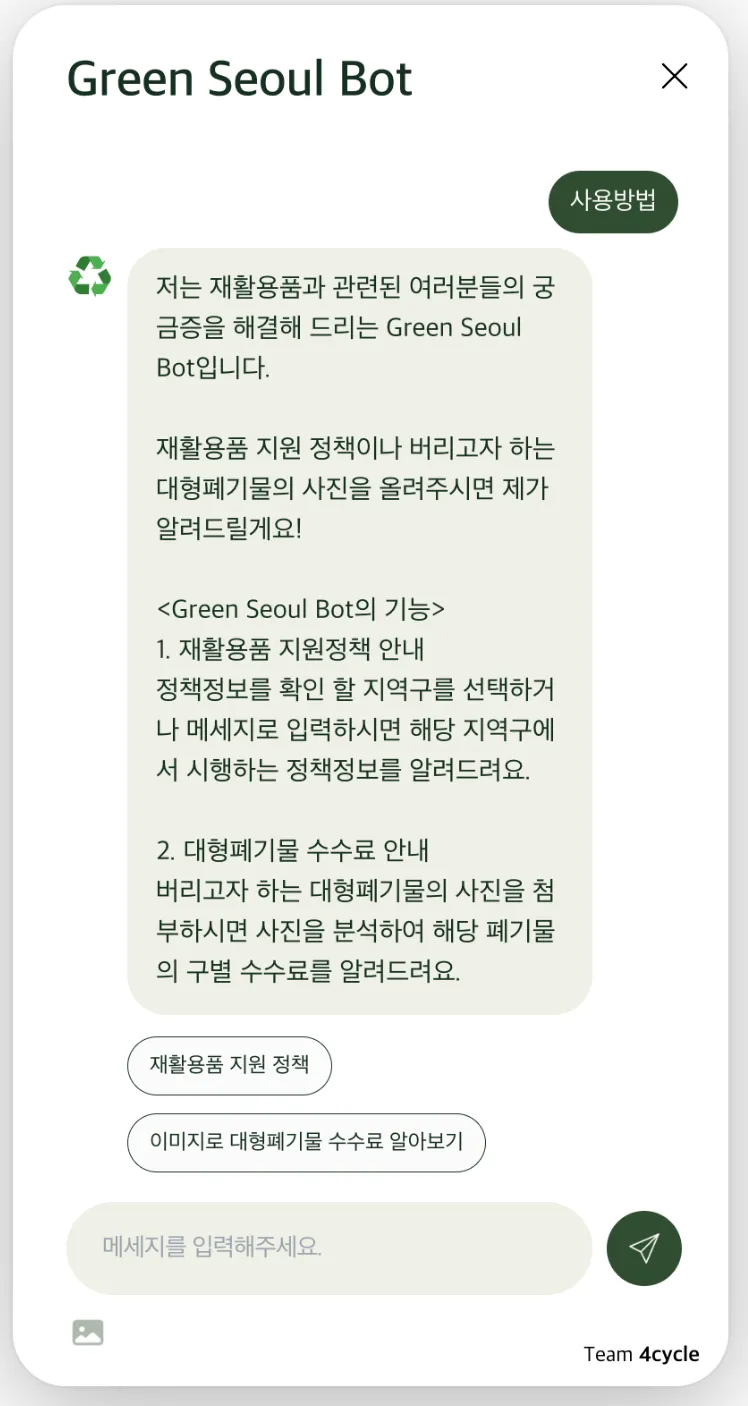 Green Seoul Bot
사용방법
저는 재활용품과 관련된 여러분들의 궁
금증을 해결해 드리는 Green Seoul
Bot입니다.
재활용품 지원 정책이나 버리고자 하는
대형폐기물의 사진을 올려주시면 제가
알려드릴게요!
<Green Seoul Bot의 기능>
1. 재활용품 지원정책 안내
정책정보를 확인 할 지역구를 선택하거
나 메세지로 입력하시면 해당 지역구에
서 시행하는 정책정보를 알려드려요.
2. 대형폐기물 수수료 안내
버리고자 하는 대형폐기물의 사진을 첨
부하시면 사진을 분석하여 해당 폐기물
의 구별 수수료를 알려드려요.
재활용품 지원 정책
이미지로 대형폐기물 수수료 알아보기
메세지를 입력해주세요.
Team 4cycle